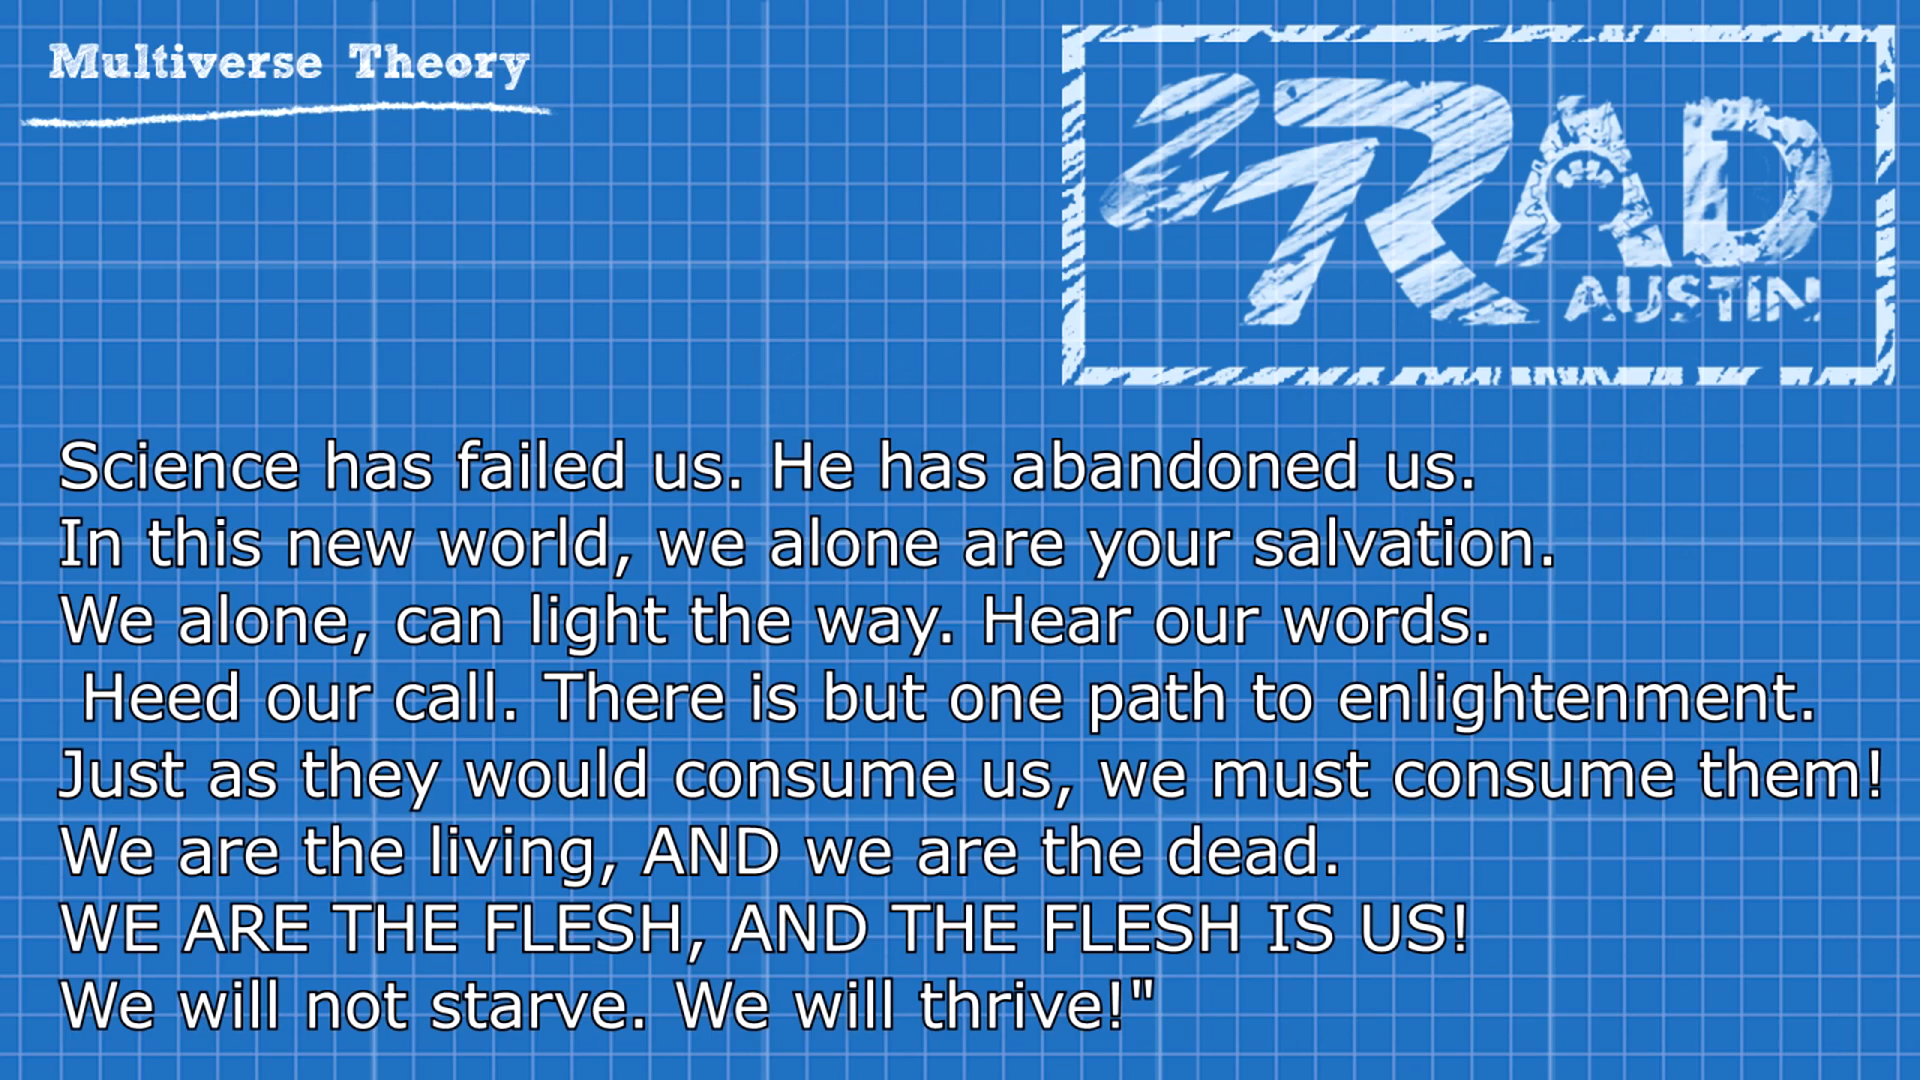 Multiverse Theory
RAD
AUSTIN
Science has failed us. He has abandoned us.
In this new world, we alone are your salvation.
We alone, can light the way. Hear our words.
Heed our call. There is but one path to enlightenment.
Just as they would consume us, we must consume them!
We are the living, AND we are the dead.
WE ARE THE FLESH, AND THE FLESH IS US!
We will not starve. We will thrive!"